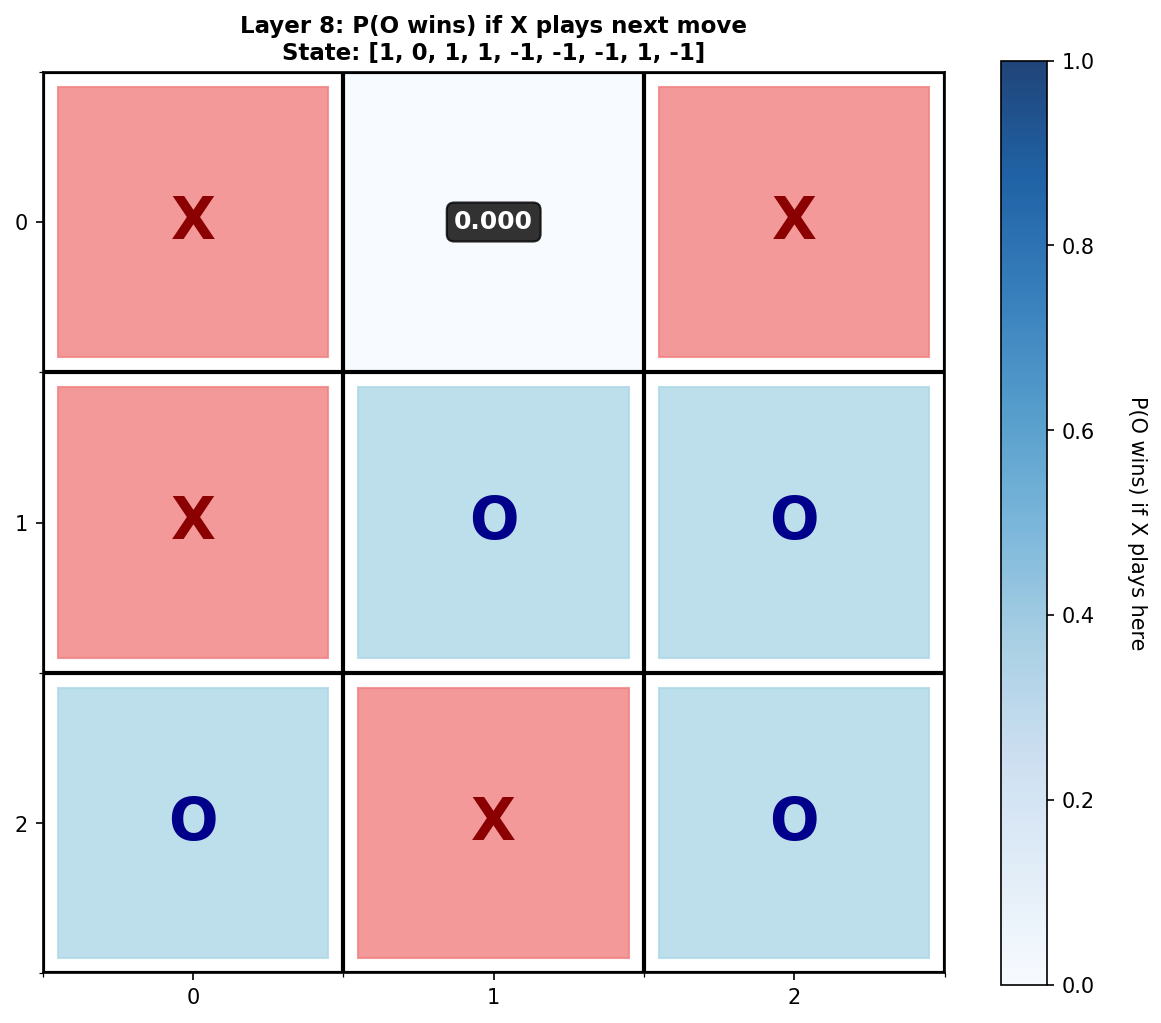 Layer 8: P(O wins) if X plays next move
State: [1, 0, 1, 1, -1, -1, -1, 1, -1]
X 0.000 X
X O O
O X O
0
1
2
0 1 2
1.0
0.8
0.6
0.4
0.2
0.0
P(O wins) if X plays here